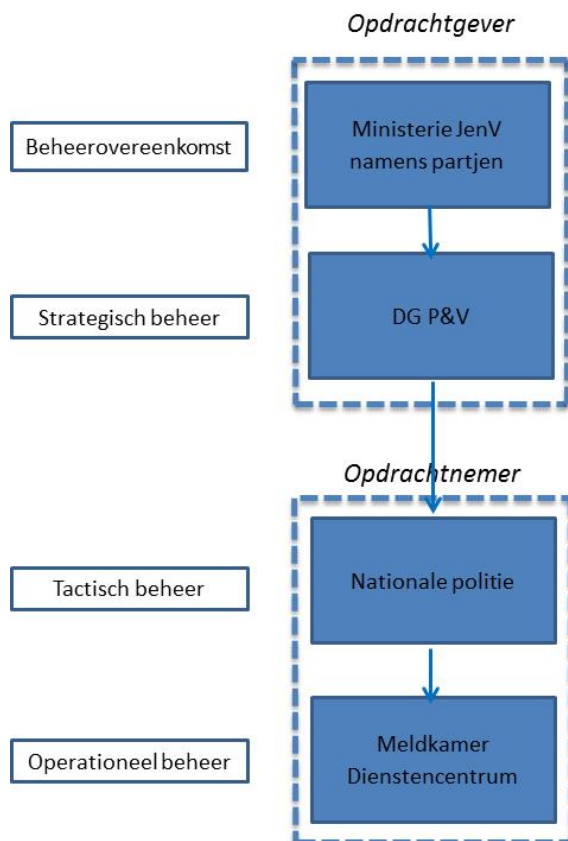 Opdrachtgever
Beheerovereenkomst
Ministerie JenV
namens partjen
Strategisch beheer
DG P&V
Opdrachtnemer
Tactisch beheer
Nationale politie
Operationeel beheer
Meldkamer
Dienstencentrum